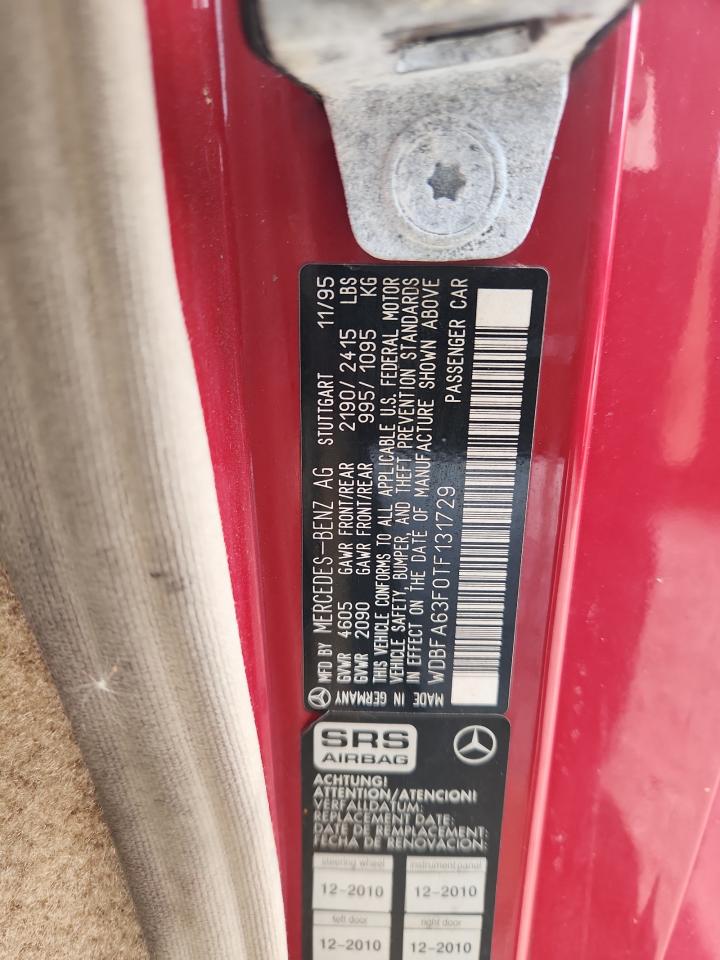 MFD BY MERCEDES-BENZ AG STUTTGART 11/95
GVWR 4605 GAWR FRONT/REAR 2190/ 2415 LBS
GVWR 2090 GAWR FRONT/REAR 995/ 1095 KG
THIS VEHICLE CONFORMS TO ALL APPLICABLE U.S. FEDERAL MOTOR
VEHICLE SAFETY, BUMPER, AND THEFT PREVENTION STANDARDS
IN EFFECT ON THE DATE OF MANUFACTURE SHOWN ABOVE
WDBFA63F0TF131729 PASSENGER CAR
MADE IN GERMANY
SRS
AIRBAG
ACHTUNG!
ATTENTION/ATENCION!
VERFALLDATUM:
REPLACEMENT DATE:
DATE DE REMPLACEMENT:
FECHA DE RENOVACION:
steering wheel instrument panel
12-2010 12-2010
left door right door
12-2010 12-2010